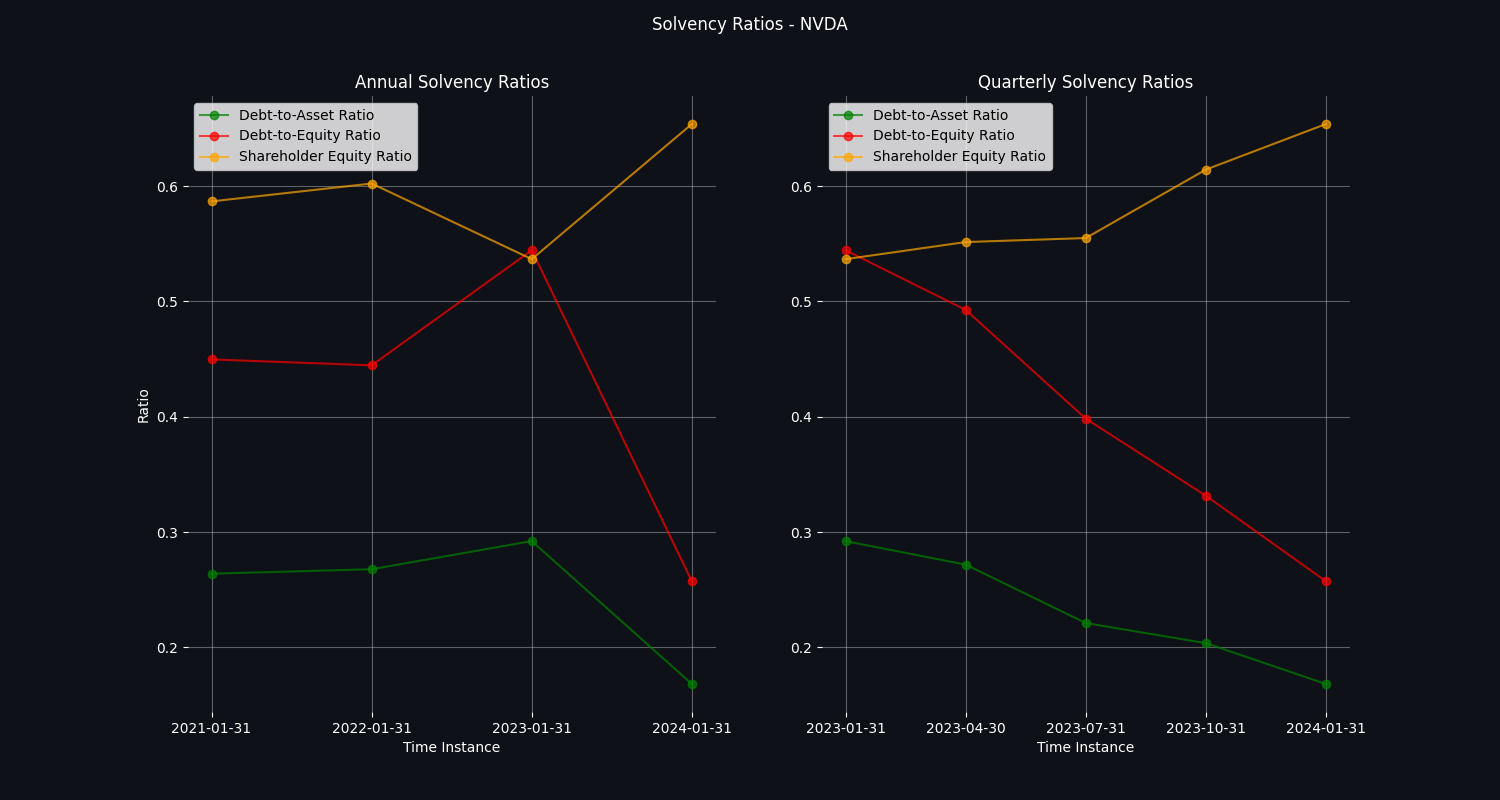 Solvency Ratios - NVDA
Annual Solvency Ratios
Debt-to-Asset Ratio
Debt-to-Equity Ratio
Shareholder Equity Ratio
Ratio
0.6
0.5
0.4
0.3
0.2
2021-01-31 2022-01-31 2023-01-31 2024-01-31
Time Instance
Quarterly Solvency Ratios
Debt-to-Asset Ratio
Debt-to-Equity Ratio
Shareholder Equity Ratio
0.6
0.5
0.4
0.3
0.2
2023-01-31 2023-04-30 2023-07-31 2023-10-31 2024-01-31
Time Instance